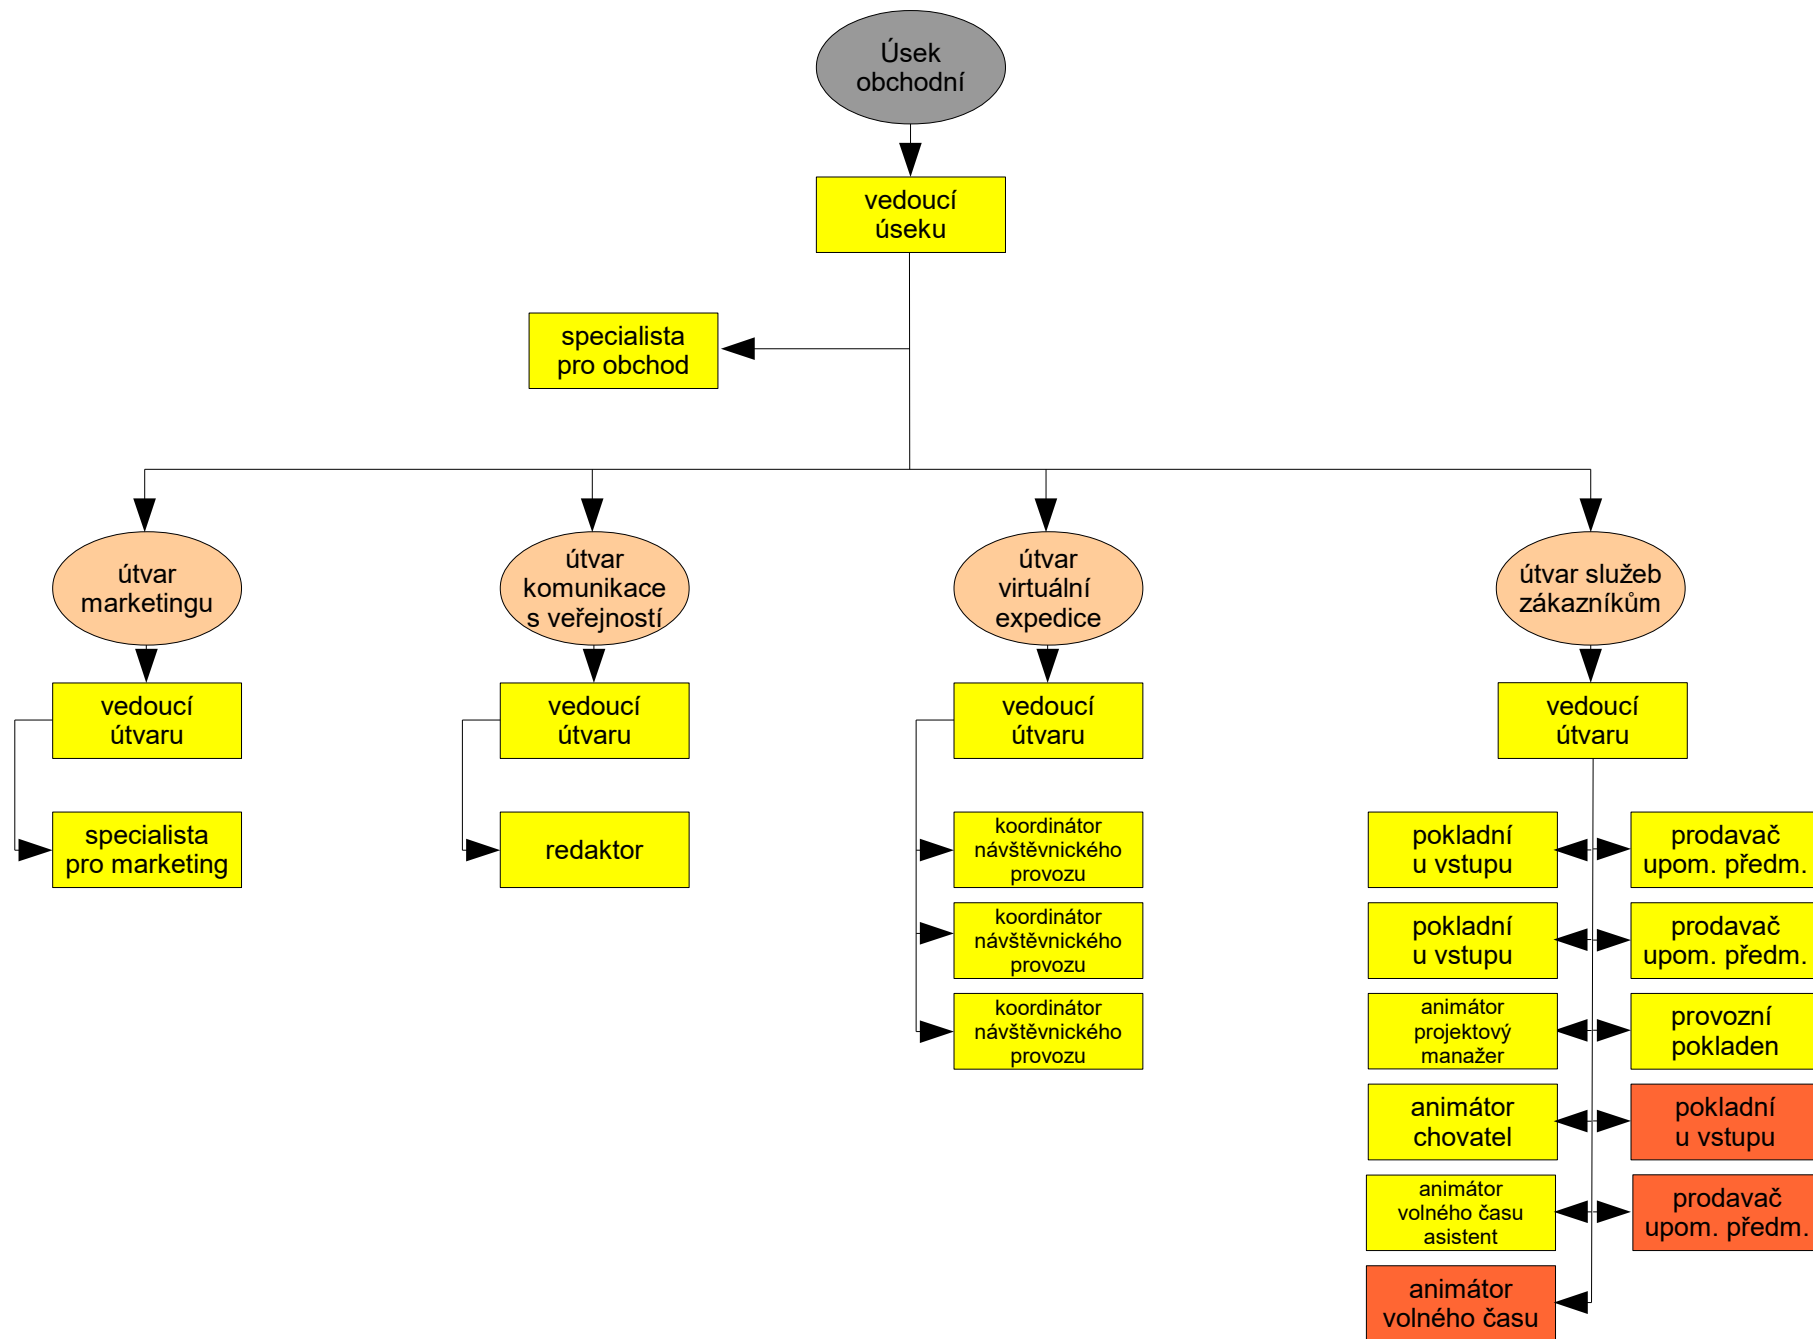 Úsek
obchodní
vedoucí
úseku
specialista
pro obchod
útvar
marketingu
útvar
komunikace
s veřejností
útvar
virtuální
expedice
útvar služeb
zákazníkům
vedoucí
útvaru
vedoucí
útvaru
vedoucí
útvaru
vedoucí
útvaru
specialista
pro marketing
redaktor
koordinátor
návštěvnického
provozu
koordinátor
návštěvnického
provozu
koordinátor
návštěvnického
provozu
pokladní
u vstupu
prodavač
upom. předm.
pokladní
u vstupu
prodavač
upom. předm.
animátor
projektový
manažer
provozní
pokladen
animátor
chovatel
pokladní
u vstupu
animátor
volného času
asistent
prodavač
upom. předm.
animátor
volného času